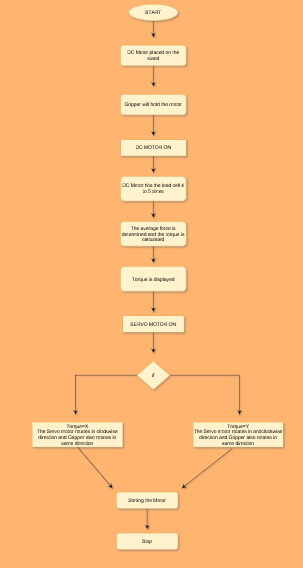 START
DC Motor placed on the
stand
Gripper will hold the motor
DC MOTOR ON
DC Motor hits the load cell 4
to 5 times
The average force is
determined and the torque is
calculated
Torque is displayed
SERVO MOTOR ON
if
Torque=X
The Servo motor rotates in clockwise
direction and Gripper also rotates in
same direction
Torque=Y
The Servo motor rotates in anticlockwise
direction and Gripper also rotates in
same direction
Sorting the Motor
Stop